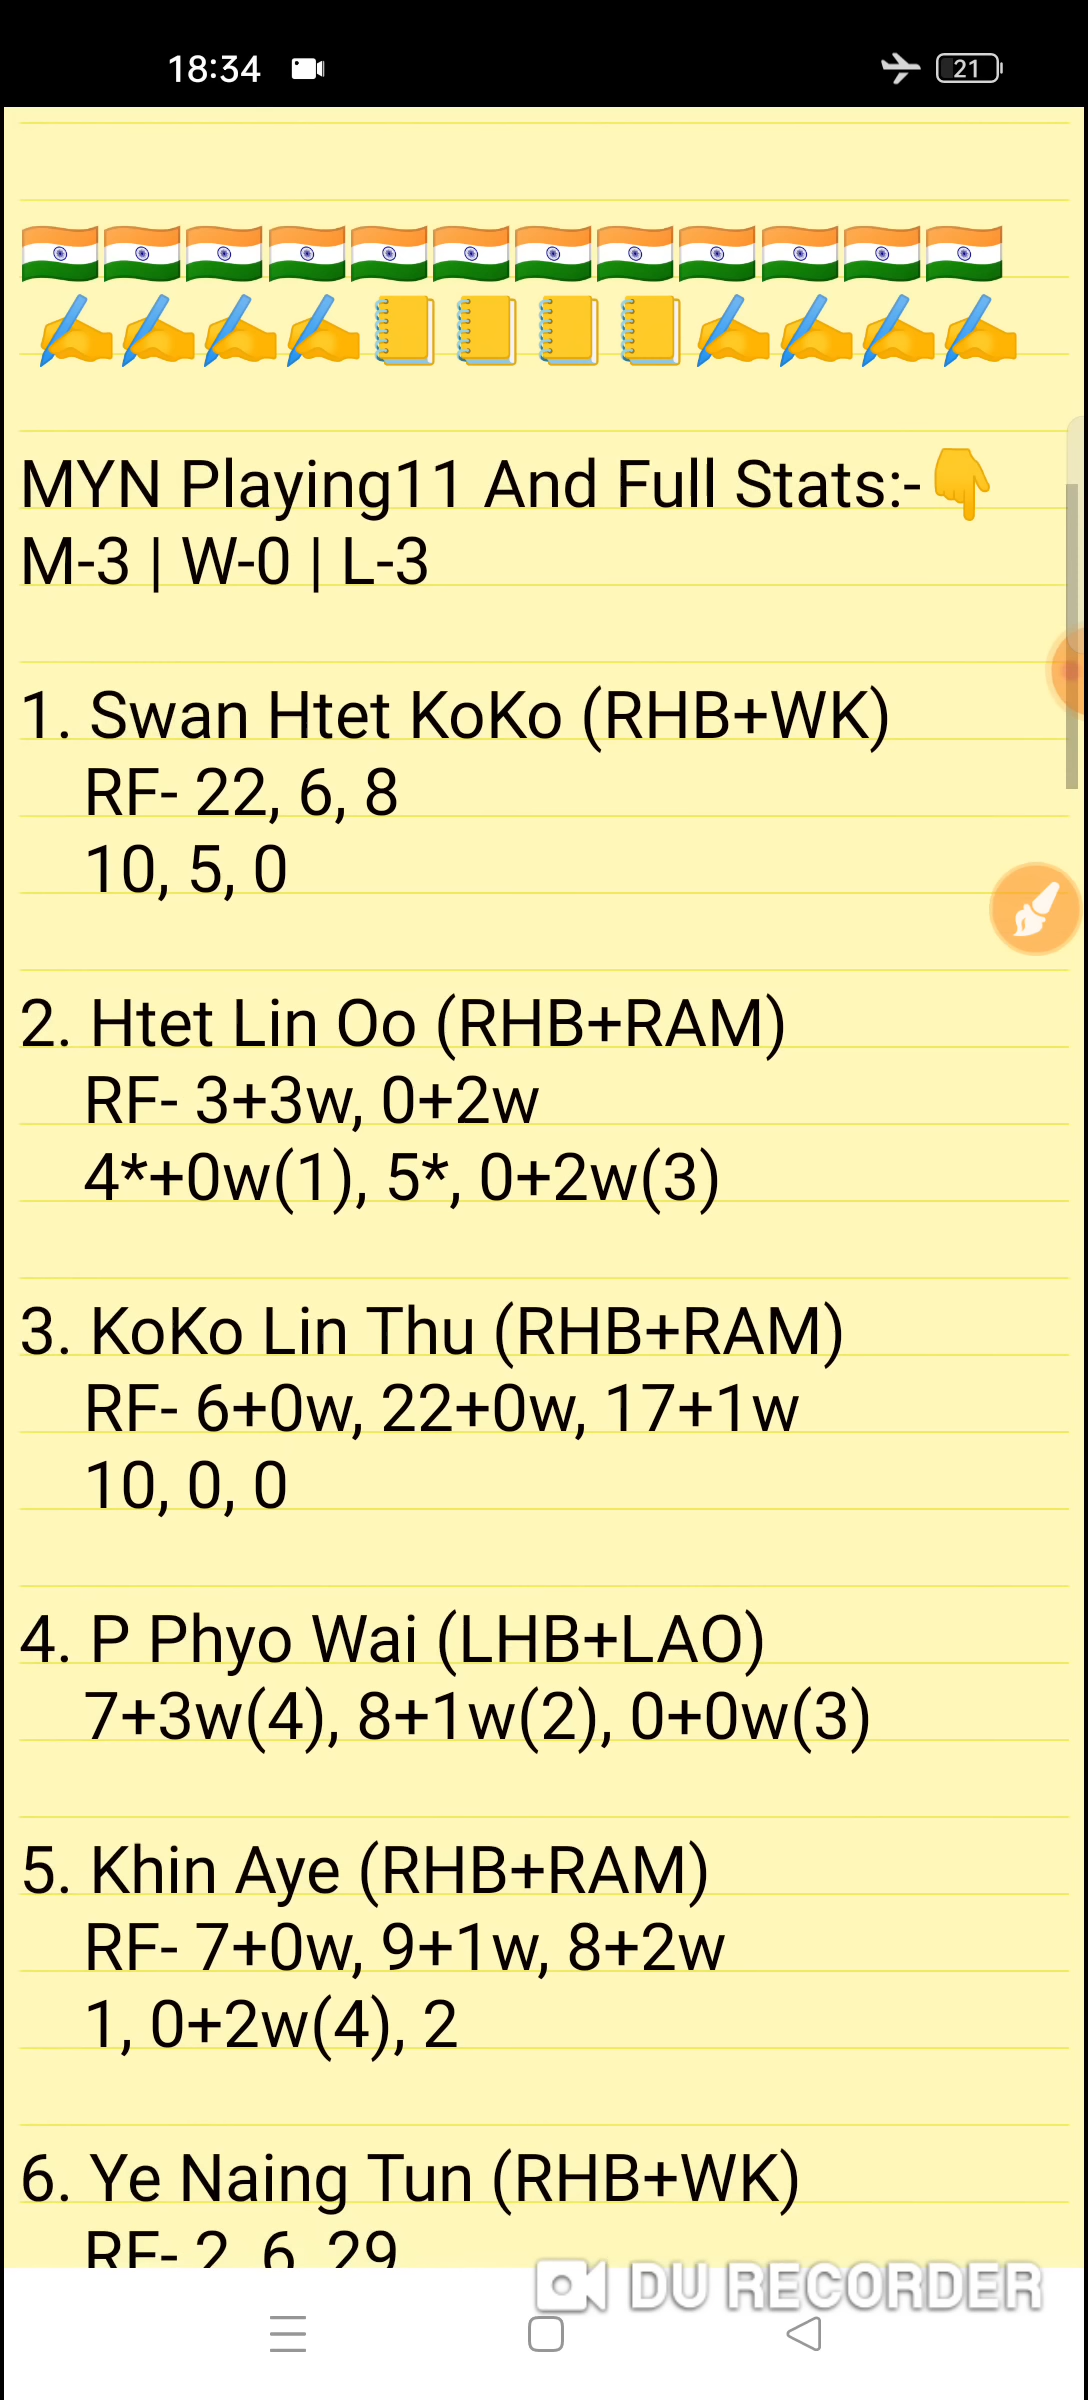 18:34
21
🇮🇳🇮🇳🇮🇳🇮🇳🇮🇳🇮🇳🇮🇳🇮🇳🇮🇳🇮🇳🇮🇳🇮🇳
✍️✍️✍️✍️📒📒📒📒✍️✍️✍️✍️
MYN Playing11 And Full Stats:-👇
M-3 | W-0 | L-3
1. Swan Htet KoKo (RHB+WK)
RF- 22, 6, 8
10, 5, 0
2. Htet Lin Oo (RHB+RAM)
RF- 3+3w, 0+2w
4*+0w(1), 5*, 0+2w(3)
3. KoKo Lin Thu (RHB+RAM)
RF- 6+0w, 22+0w, 17+1w
10, 0, 0
4. P Phyo Wai (LHB+LAO)
7+3w(4), 8+1w(2), 0+0w(3)
5. Khin Aye (RHB+RAM)
RF- 7+0w, 9+1w, 8+2w
1, 0+2w(4), 2
6. Ye Naing Tun (RHB+WK)
RF- 2, 6, 29
DU RECORDER